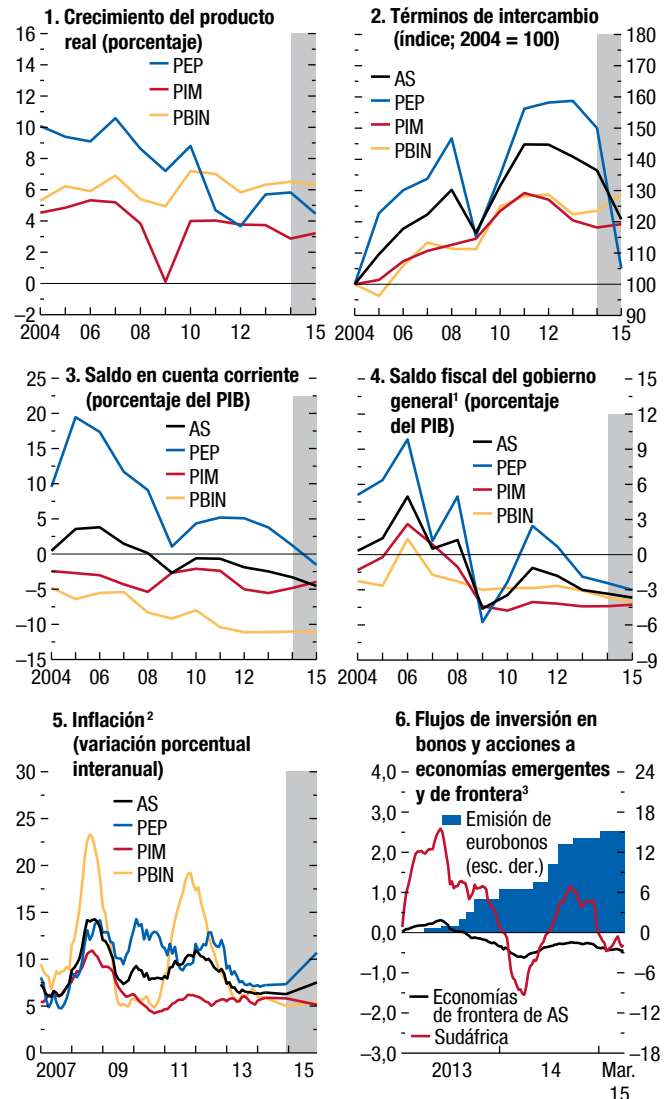 1. Crecimiento del producto
real (porcentaje)
16
14
12
10
8
6
4
2
0
–2
PEP
PIM
PBIN
2004 06 08 10 12 15
2. Términos de intercambio
(índice; 2004 = 100)
180
170
160
150
140
130
120
110
100
90
AS
PEP
PIM
PBIN
2004 06 08 10 12 15
3. Saldo en cuenta corriente
(porcentaje del PIB)
25
20
15
10
5
0
–5
–10
–15
AS
PEP
PIM
PBIN
2004 06 08 10 12 15
4. Saldo fiscal del gobierno
general¹ (porcentaje
del PIB)
15
12
9
6
3
0
–3
–6
–9
AS
PEP
PIM
PBIN
2004 06 08 10 12 15
5. Inflación²
(variación porcentual
interanual)
30
25
20
15
10
5
0
AS
PEP
PIM
PBIN
2007 09 11 13 15
6. Flujos de inversión en
bonos y acciones a
economías emergentes
y de frontera³
4,0
3,0
2,0
1,0
0,0
–1,0
–2,0
–3,0
24
18
12
6
0
–6
–12
–18
Emisión de
eurobonos
(esc. der.)
Economías
de frontera de AS
Sudáfrica
2013 14 Mar.
15